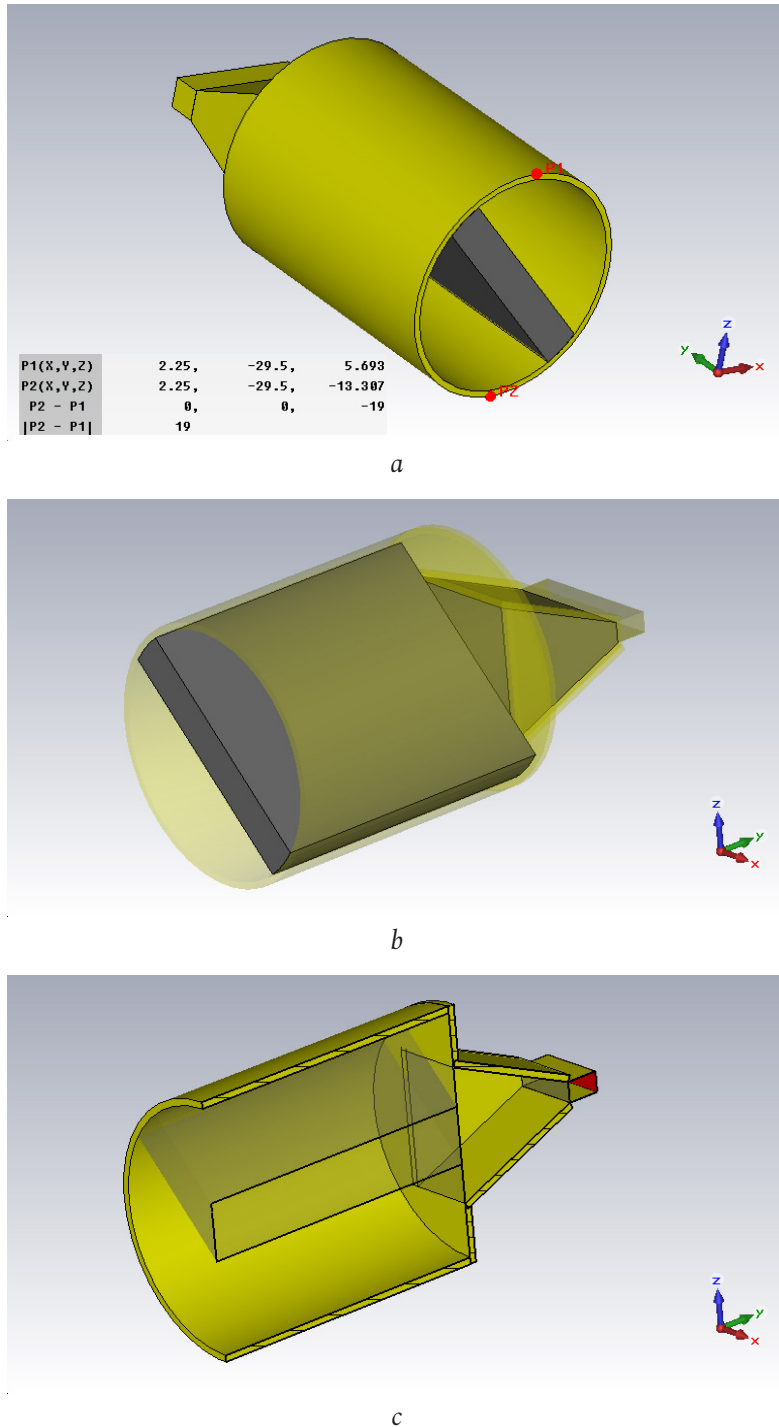 P1
P2
z
y
x
P1(X,Y,Z) 2.25, -29.5, 5.693
P2(X,Y,Z) 2.25, -29.5, -13.307
P2 - P1 0, 0, -19
|P2 - P1| 19
a
z
y
x
b
z
y
x
c